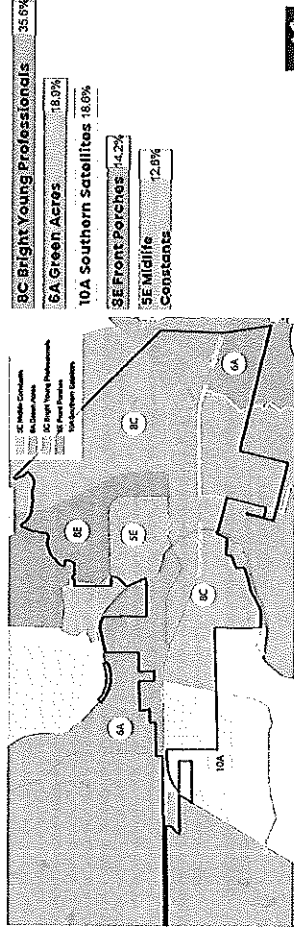 8C Bright Young Professionals 35.6%
6A Green Acres 18.9%
10A Southern Satellites 18.6%
8E Front Porches 14.2%
5E Midlife
Constants 12.6%
5E Midlife Constants
6A Green Acres
8C Bright Young Professionals
8E Front Porches
10A Southern Satellites
6A
8E
5E
8C
8C
6A
10A